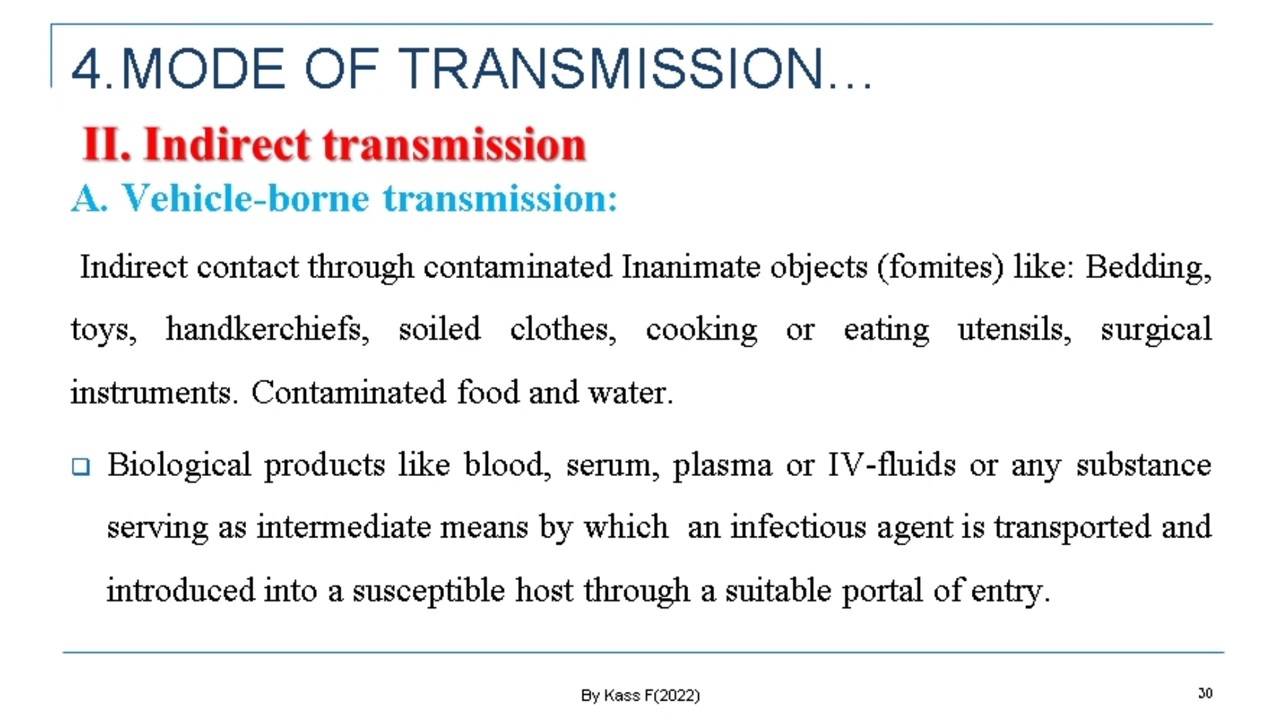 4.MODE OF TRANSMISSION…
II. Indirect transmission
A. Vehicle-borne transmission:
Indirect contact through contaminated Inanimate objects (fomites) like: Bedding,
toys, handkerchiefs, soiled clothes, cooking or eating utensils, surgical
instruments. Contaminated food and water.
❑ Biological products like blood, serum, plasma or IV-fluids or any substance
serving as intermediate means by which an infectious agent is transported and
introduced into a susceptible host through a suitable portal of entry.
By Kass F(2022)
30